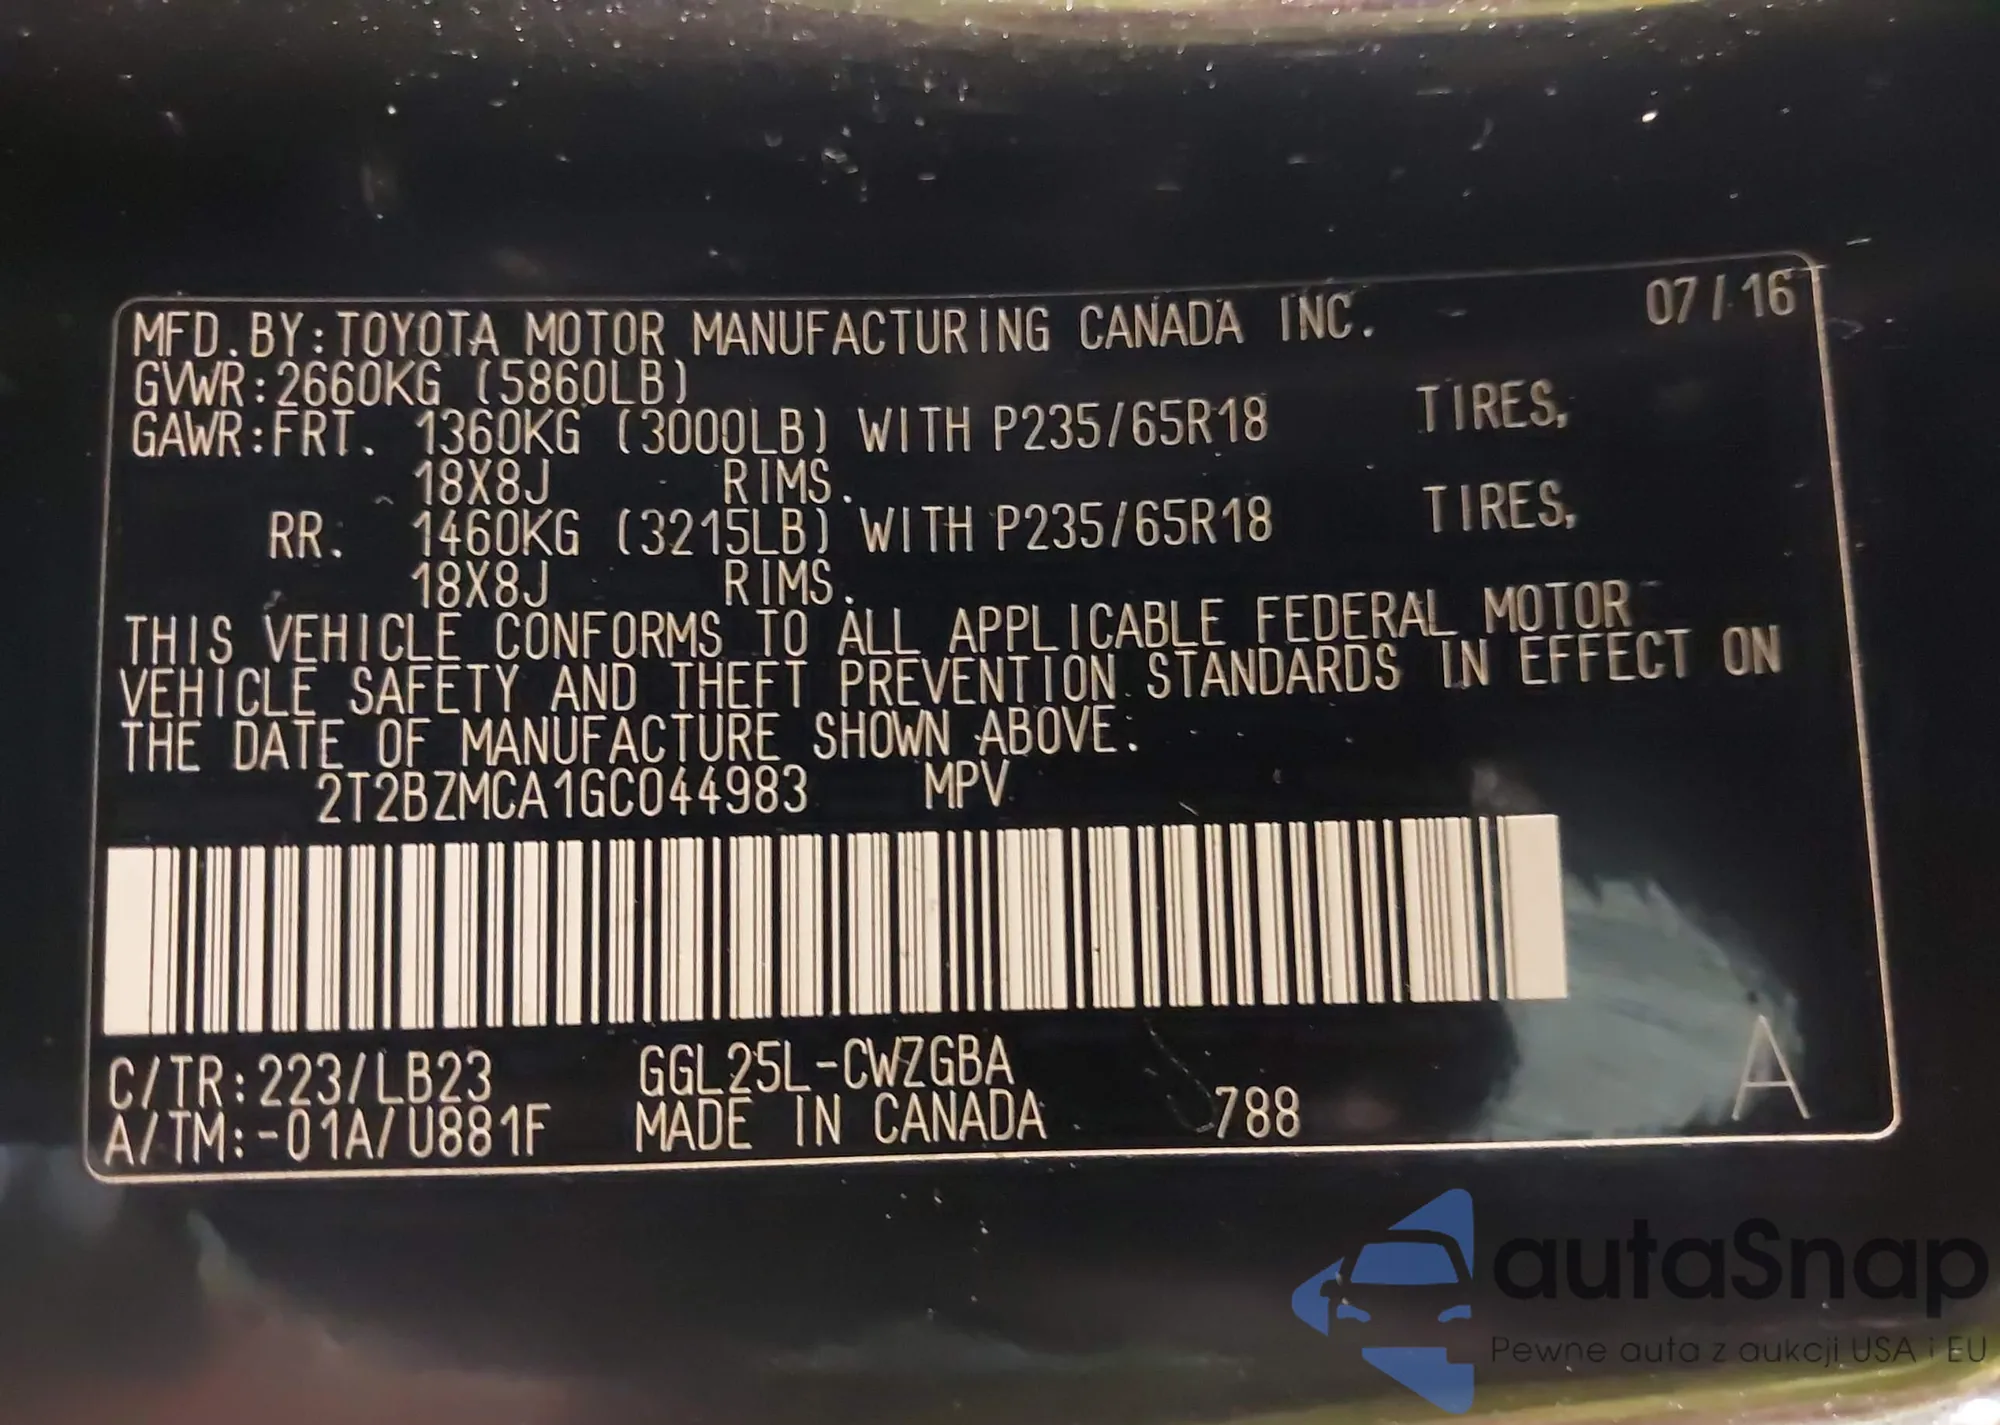 07/16
MFD.BY:TOYOTA MOTOR MANUFACTURING CANADA INC.
GVWR:2660KG (5860LB)
GAWR:FRT. 1360KG (3000LB) WITH P235/65R18 TIRES,
18X8J RIMS.
RR. 1460KG (3215LB) WITH P235/65R18 TIRES,
18X8J RIMS.
THIS VEHICLE CONFORMS TO ALL APPLICABLE FEDERAL MOTOR
VEHICLE SAFETY AND THEFT PREVENTION STANDARDS IN EFFECT ON
THE DATE OF MANUFACTURE SHOWN ABOVE.
2T2BZMCA1GC044983 MPV
C/TR:223/LB23 GGL25L-CWZGBA
A/TM:-01A/U881F MADE IN CANADA 788 A
autaSnap
Pewne auta z aukcji USA i EU